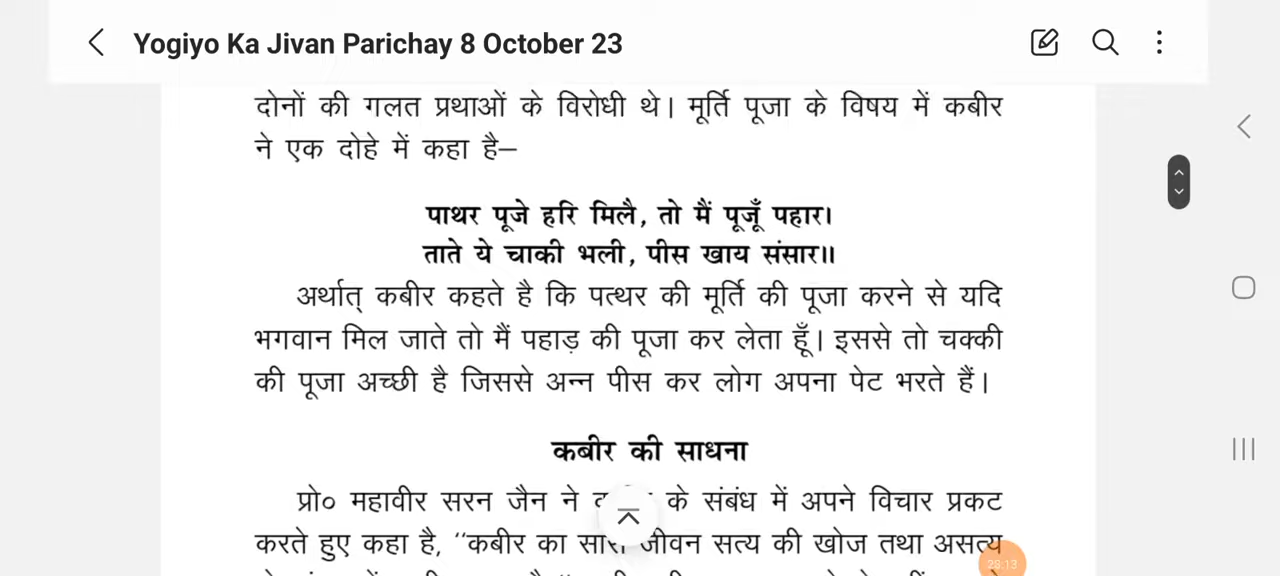 Yogiyo Ka Jivan Parichay 8 October 23
दोनों की गलत प्रथाओं के विरोधी थे। मूर्ति पूजा के विषय में कबीर
ने एक दोहे में कहा है—
पाथर पूजे हरि मिलै, तो मैं पूजूँ पहार।
ताते ये चाकी भली, पीस खाय संसार॥
अर्थात् कबीर कहते है कि पत्थर की मूर्ति की पूजा करने से यदि
भगवान मिल जाते तो मैं पहाड़ की पूजा कर लेता हूँ। इससे तो चक्की
की पूजा अच्छी है जिससे अन्न पीस कर लोग अपना पेट भरते हैं।
कबीर की साधना
प्रो० महावीर सरन जैन ने के संबंध में अपने विचार प्रकट
करते हुए कहा है, “कबीर का सारा जीवन सत्य की खोज तथा असत्य
28:13